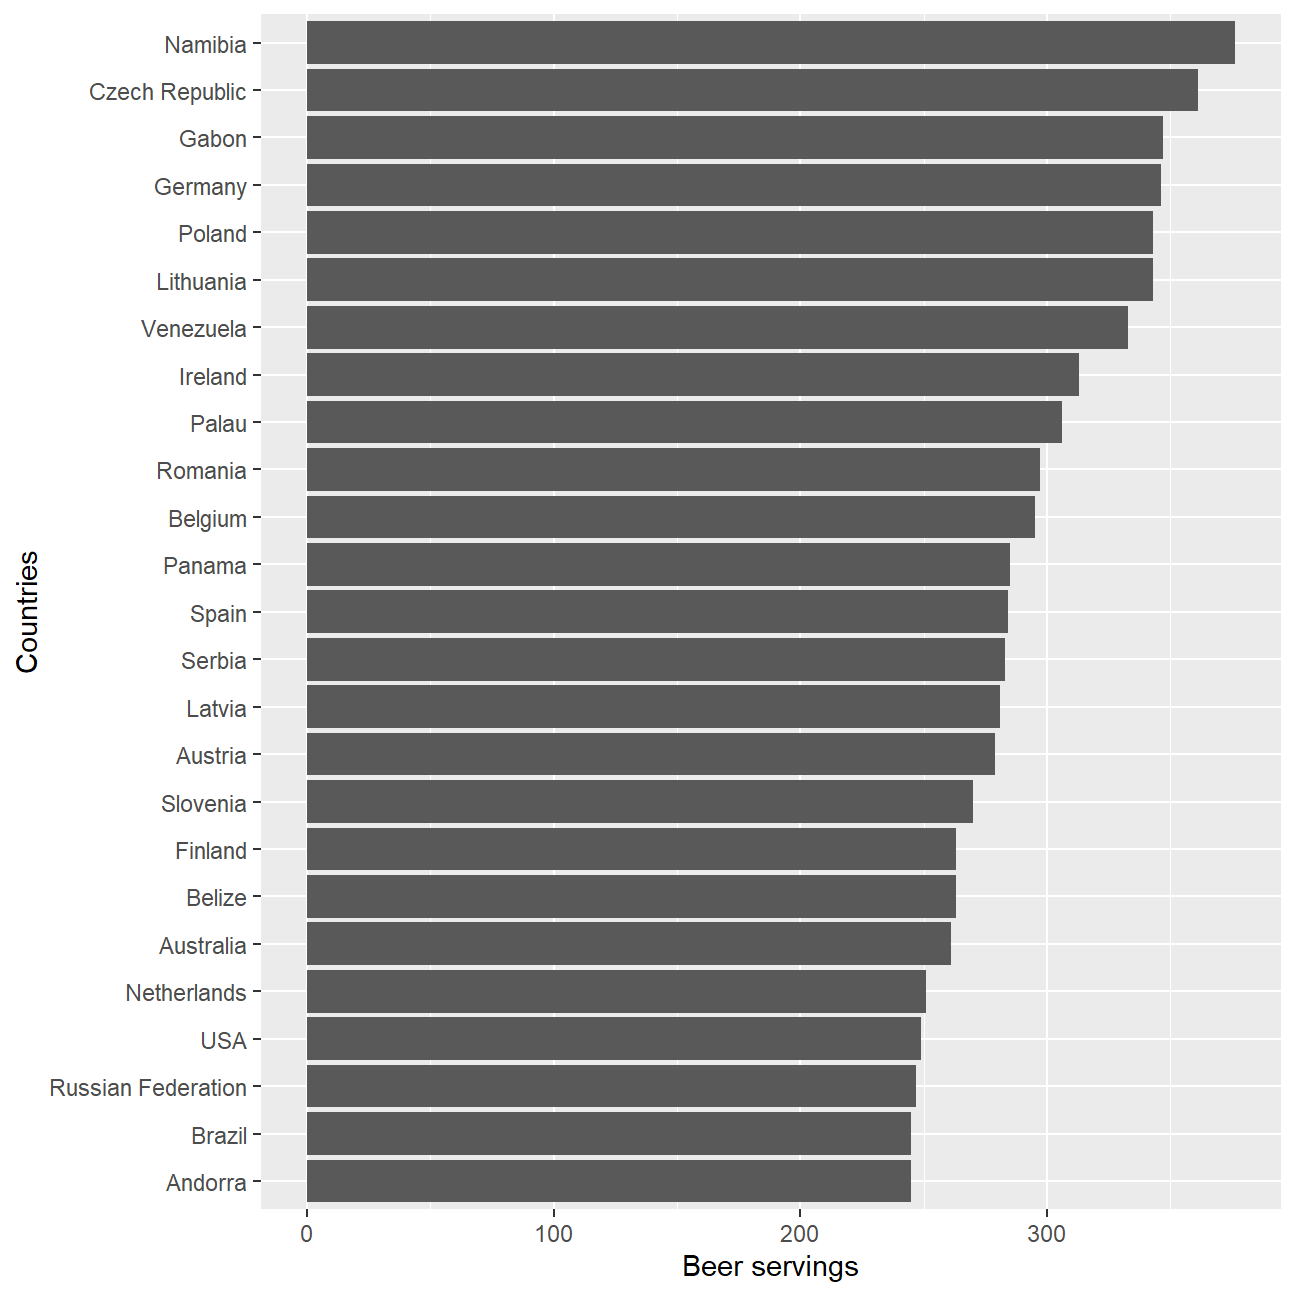 Namibia
Czech Republic
Gabon
Germany
Poland
Lithuania
Venezuela
Ireland
Palau
Romania
Belgium
Panama
Spain
Serbia
Latvia
Austria
Slovenia
Finland
Belize
Australia
Netherlands
USA
Russian Federation
Brazil
Andorra
Countries
0 100 200 300
Beer servings